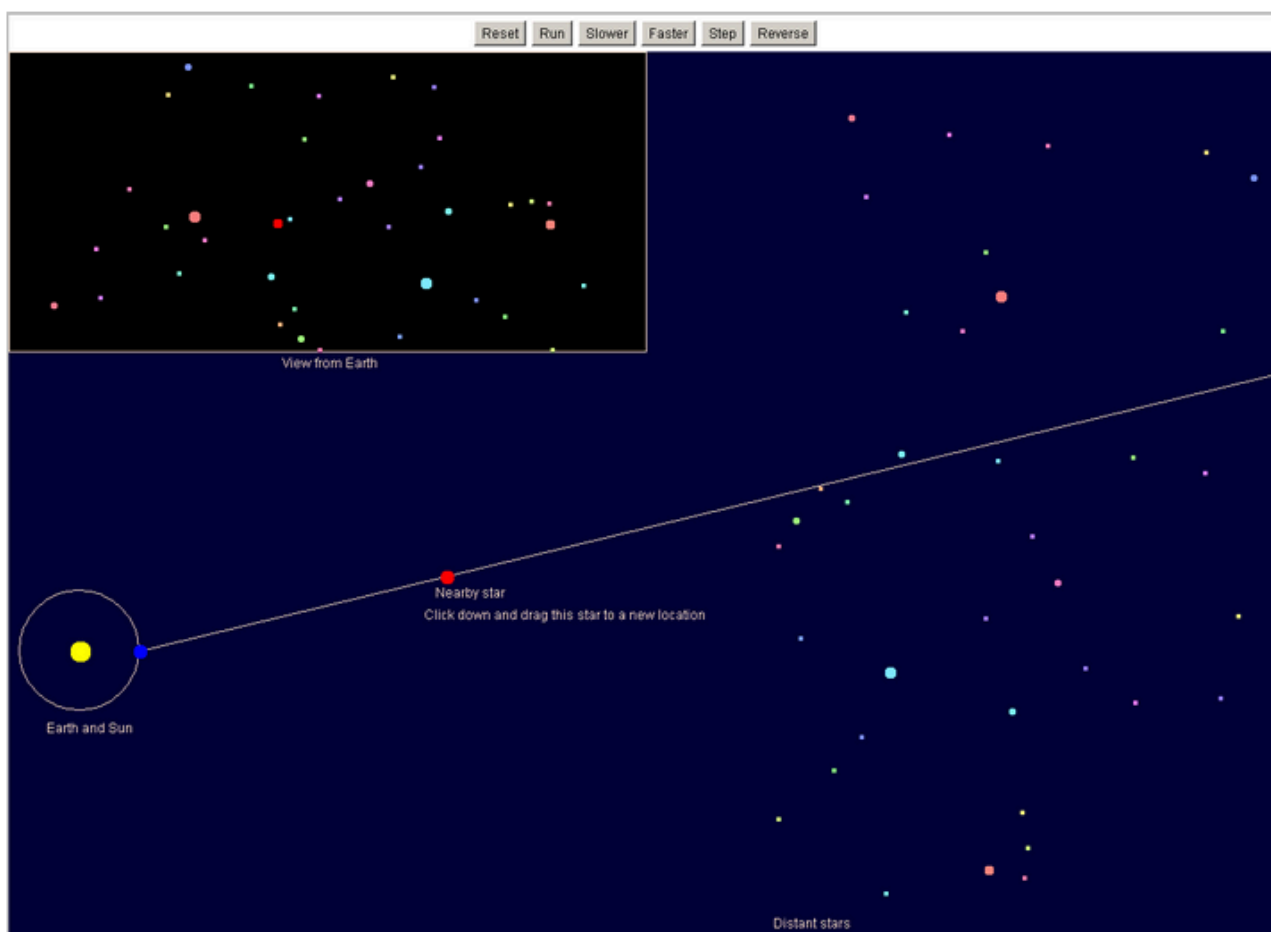 Reset Run Slower Faster Step Reverse
View from Earth
Nearby star
Click down and drag this star to a new location
Earth and Sun
Distant stars